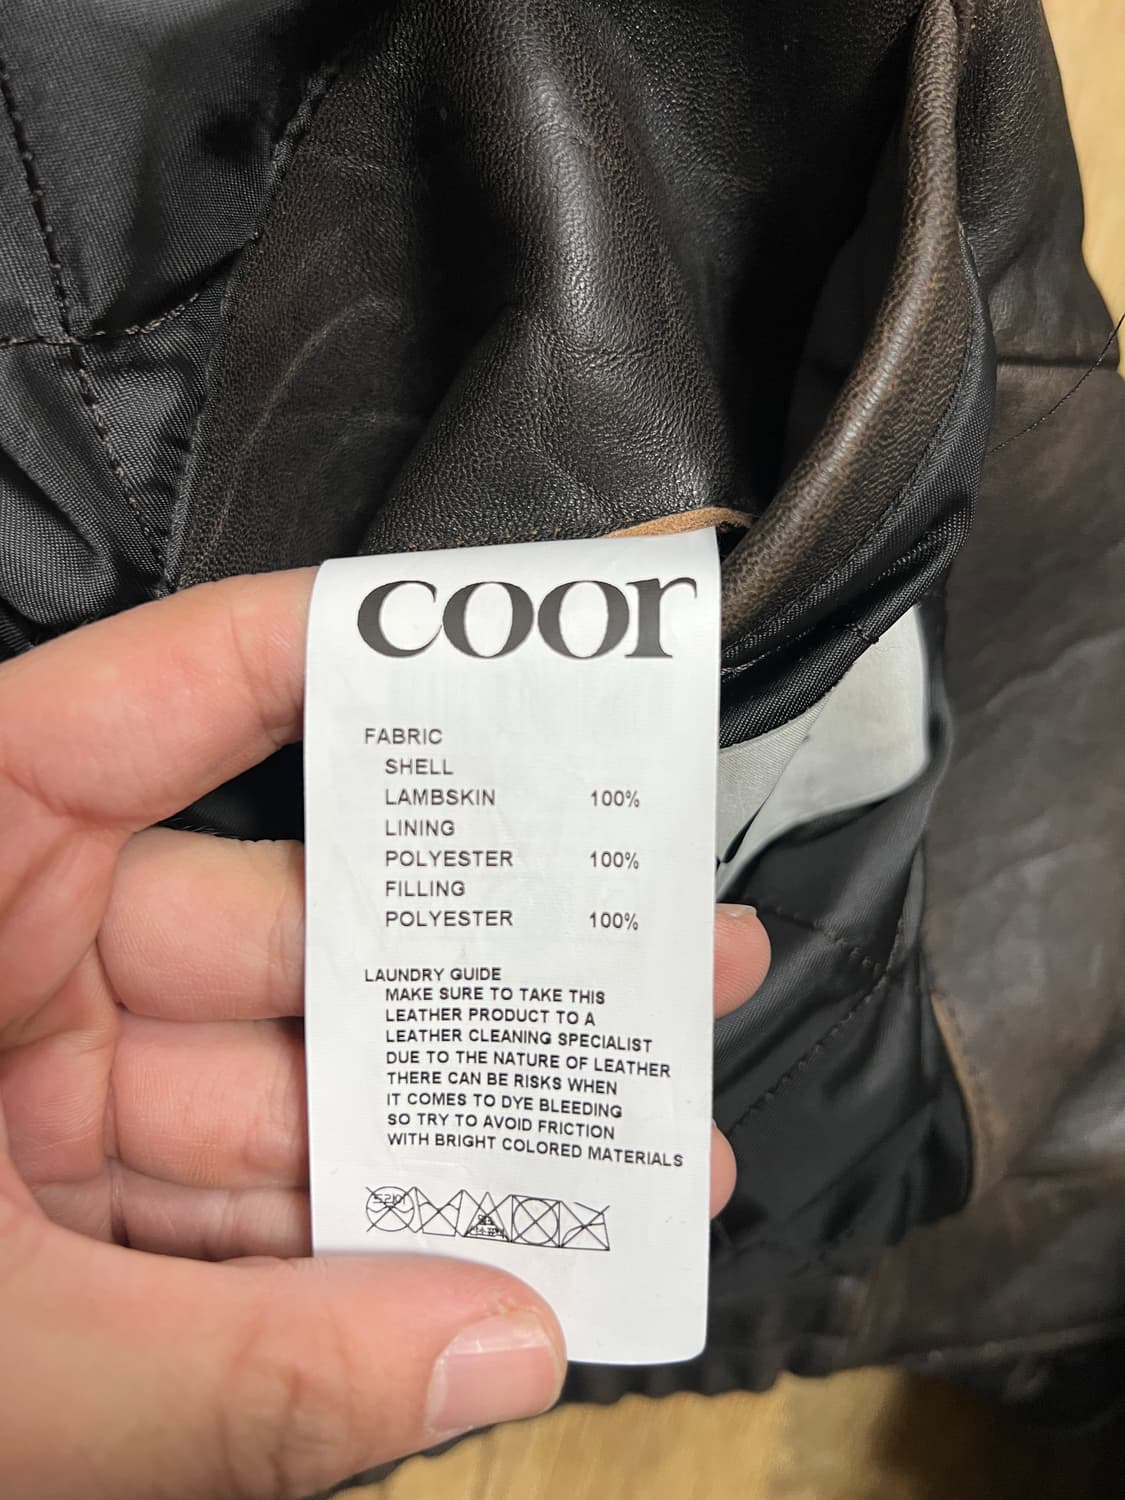 coor
FABRIC
SHELL
LAMBSKIN 100%
LINING
POLYESTER 100%
FILLING
POLYESTER 100%
LAUNDRY GUIDE
MAKE SURE TO TAKE THIS
LEATHER PRODUCT TO A
LEATHER CLEANING SPECIALIST
DUE TO THE NATURE OF LEATHER
THERE CAN BE RISKS WHEN
IT COMES TO DYE BLEEDING
SO TRY TO AVOID FRICTION
WITH BRIGHT COLORED MATERIALS